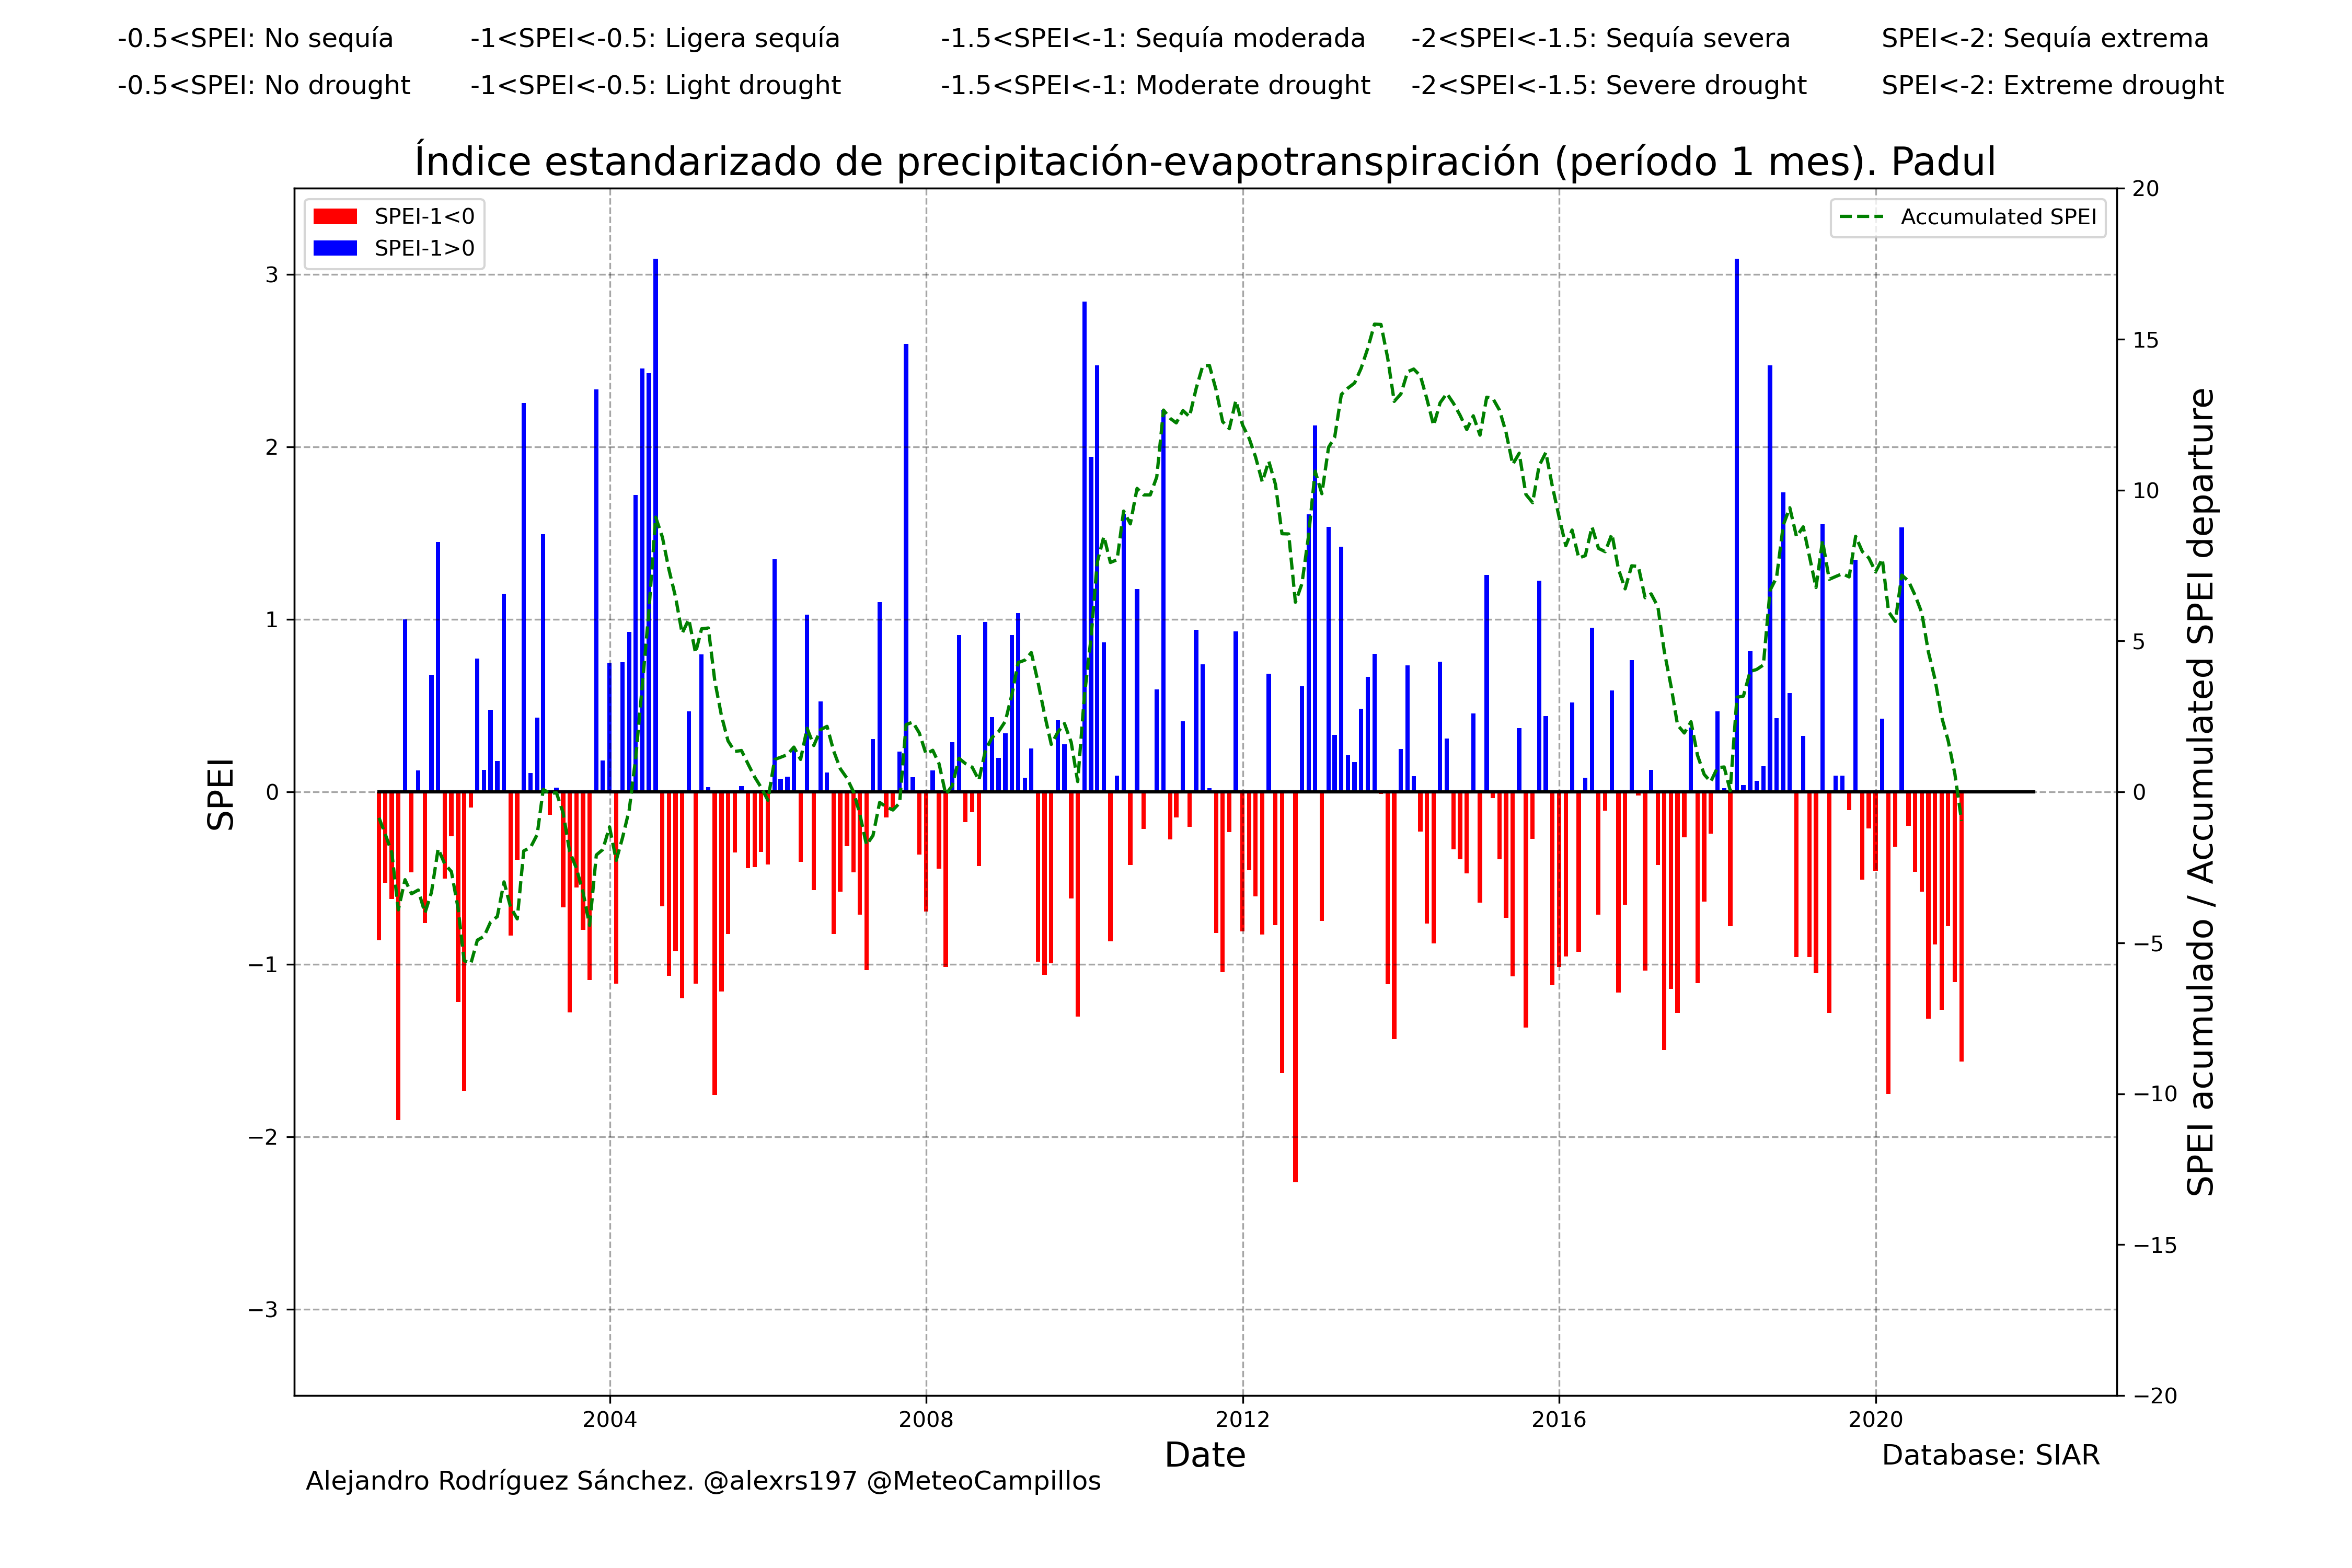 -0.5<SPEI: No sequía -1<SPEI<-0.5: Ligera sequía -1.5<SPEI<-1: Sequía moderada -2<SPEI<-1.5: Sequía severa SPEI<-2: Sequía extrema
-0.5<SPEI: No drought -1<SPEI<-0.5: Light drought -1.5<SPEI<-1: Moderate drought -2<SPEI<-1.5: Severe drought SPEI<-2: Extreme drought
Índice estandarizado de precipitación-evapotranspiración (período 1 mes). Padul
SPEI-1<0
SPEI-1>0
Accumulated SPEI
SPEI
3
2
1
0
−1
−2
−3
20
15
10
5
0
−5
−10
−15
−20
SPEI acumulado / Accumulated SPEI departure
2004 2008 2012 2016 2020
Date
Database: SIAR
Alejandro Rodríguez Sánchez. @alexrs197 @MeteoCampillos